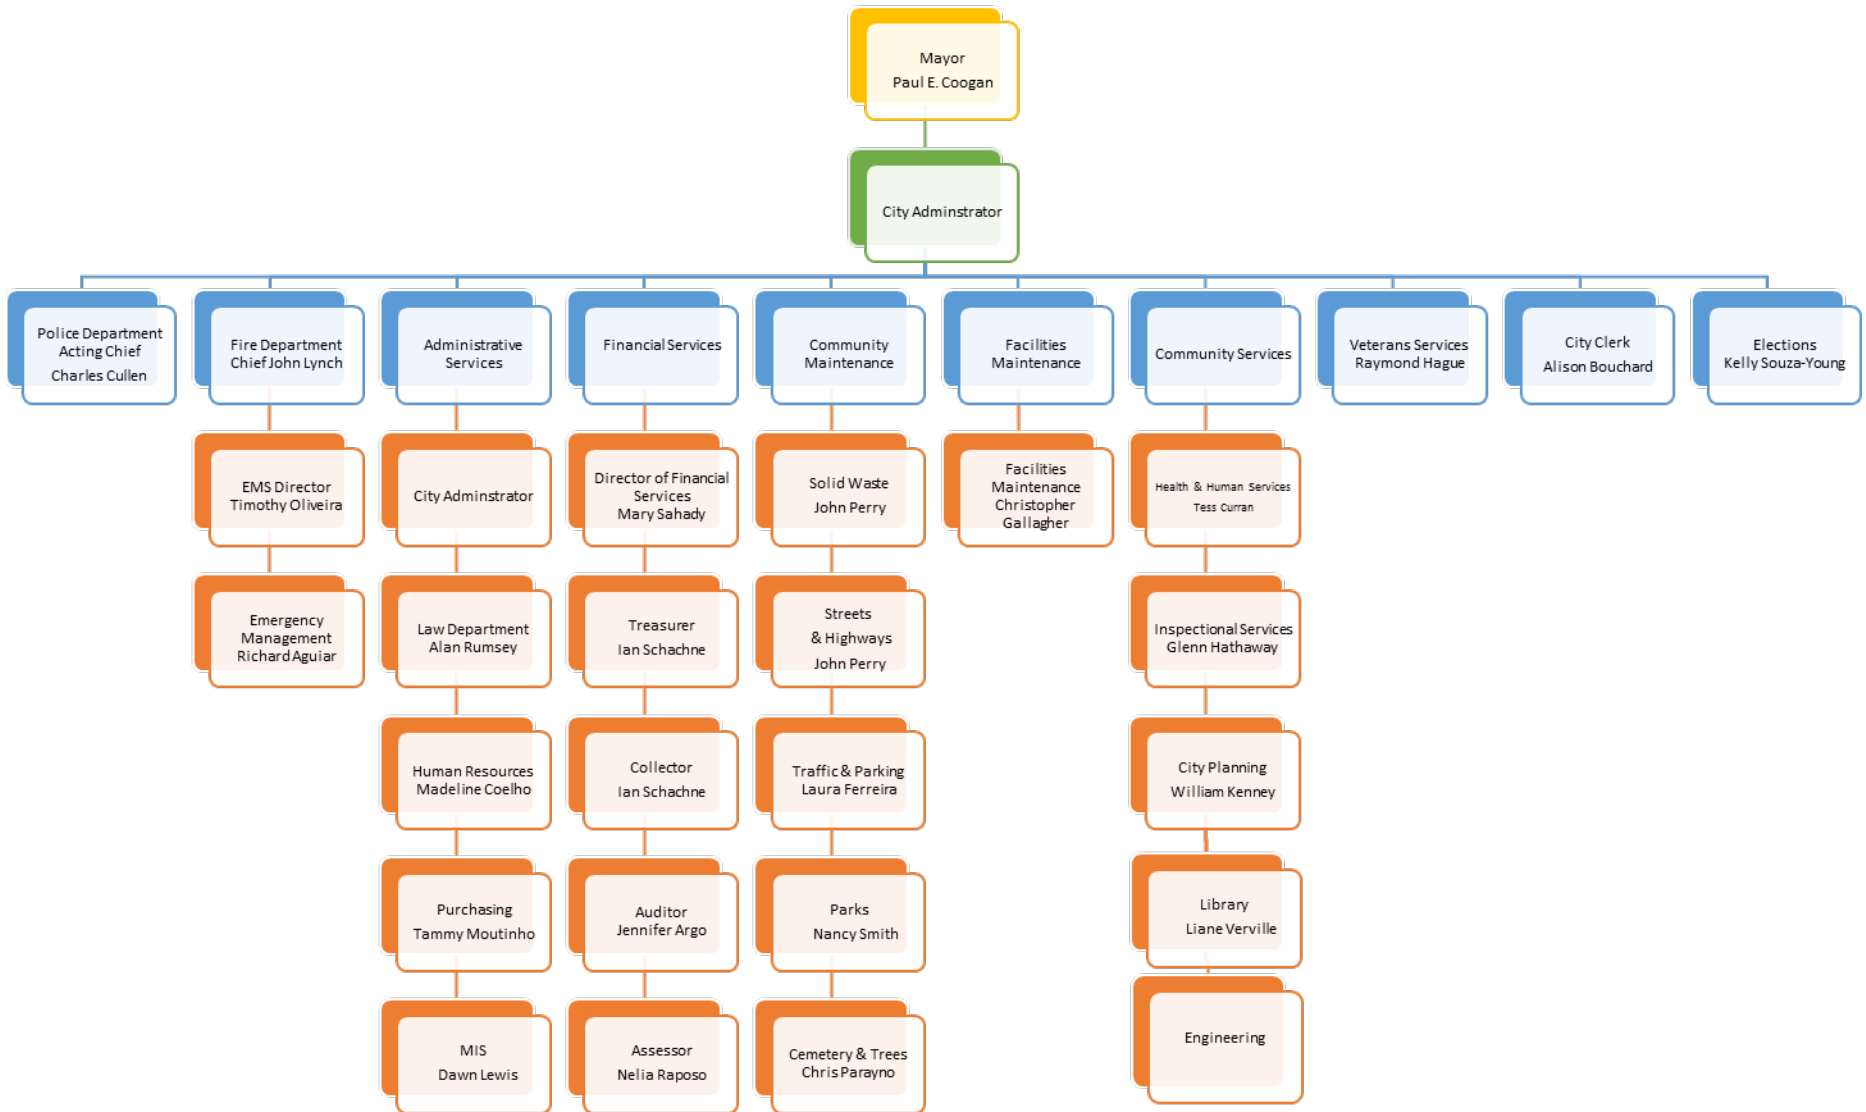 Mayor
Paul E. Coogan
City Adminstrator
Police Department
Acting Chief
Charles Cullen
Fire Department
Chief John Lynch
Administrative
Services
Financial Services
Community
Maintenance
Facilities
Maintenance
Community Services
Veterans Services
Raymond Hague
City Clerk
Alison Bouchard
Elections
Kelly Souza-Young
EMS Director
Timothy Oliveira
City Adminstrator
Director of Financial
Services
Mary Sahady
Solid Waste
John Perry
Facilities
Maintenance
Christopher
Gallagher
Health & Human Services
Tess Curran
Emergency
Management
Richard Aguiar
Law Department
Alan Rumsey
Treasurer
Ian Schachne
Streets
& Highways
John Perry
Inspectional Services
Glenn Hathaway
Human Resources
Madeline Coelho
Collector
Ian Schachne
Traffic & Parking
Laura Ferreira
City Planning
William Kenney
Purchasing
Tammy Moutinho
Auditor
Jennifer Argo
Parks
Nancy Smith
Library
Liane Verville
MIS
Dawn Lewis
Assessor
Nelia Raposo
Cemetery & Trees
Chris Parayno
Engineering